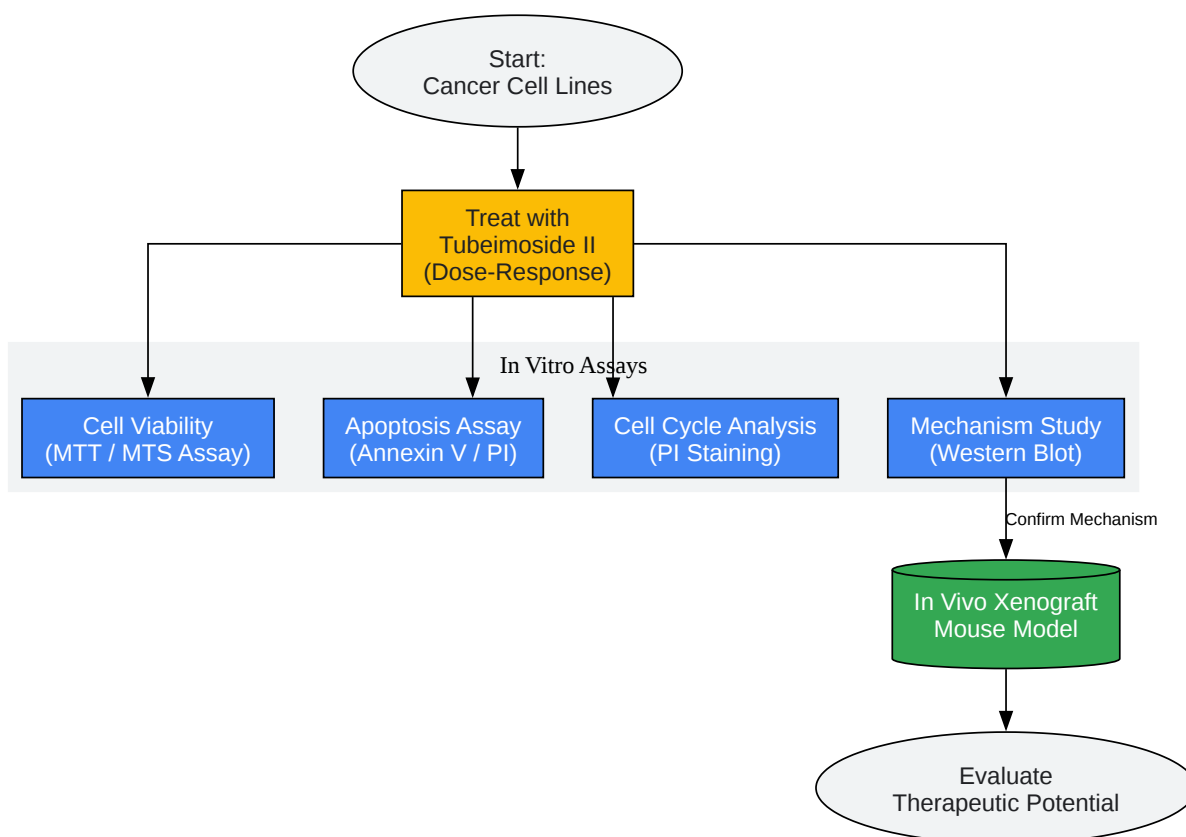 Start:
Cancer Cell Lines
Treat with
Tubeimoside II
(Dose-Response)
In Vitro Assays
Cell Viability
(MTT / MTS Assay)
Apoptosis Assay
(Annexin V / PI)
Cell Cycle Analysis
(PI Staining)
Mechanism Study
(Western Blot)
Confirm Mechanism
In Vivo Xenograft
Mouse Model
Evaluate
Therapeutic Potential